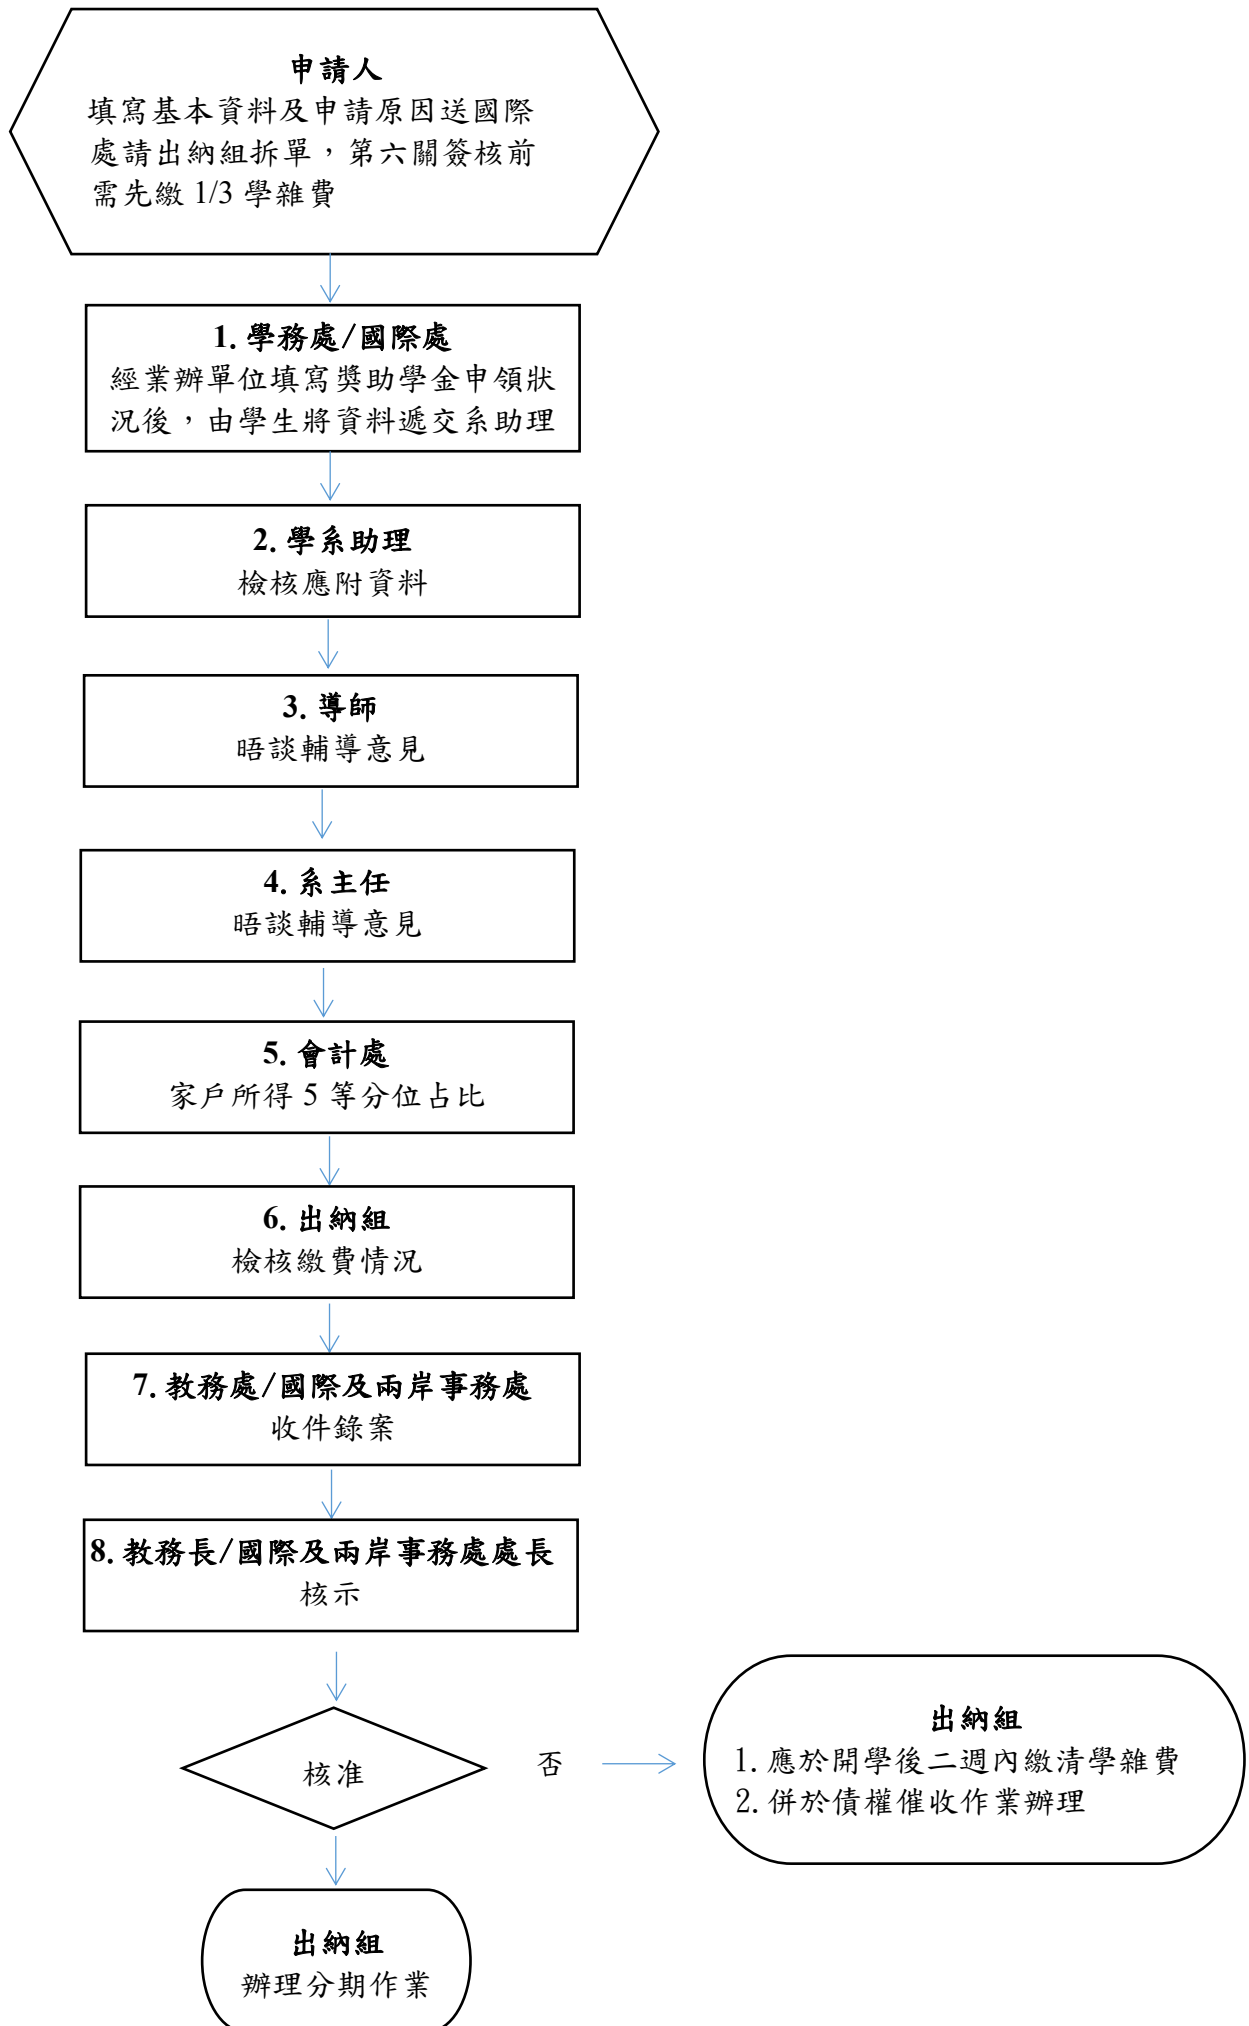 申請人
填寫基本資料及申請原因送國際
處請出納組拆單，第六關簽核前
需先繳 1/3 學雜費
1. 學務處/國際處
經業辦單位填寫獎助學金申領狀
況後，由學生將資料遞交系助理
2. 學系助理
檢核應附資料
3. 導師
晤談輔導意見
4. 系主任
晤談輔導意見
5. 會計處
家戶所得 5 等分位占比
6. 出納組
檢核繳費情況
7. 教務處/國際及兩岸事務處
收件錄案
8. 教務長/國際及兩岸事務處處長
核示
核准
否
出納組
1. 應於開學後二週內繳清學雜費
2. 併於債權催收作業辦理
出納組
辦理分期作業